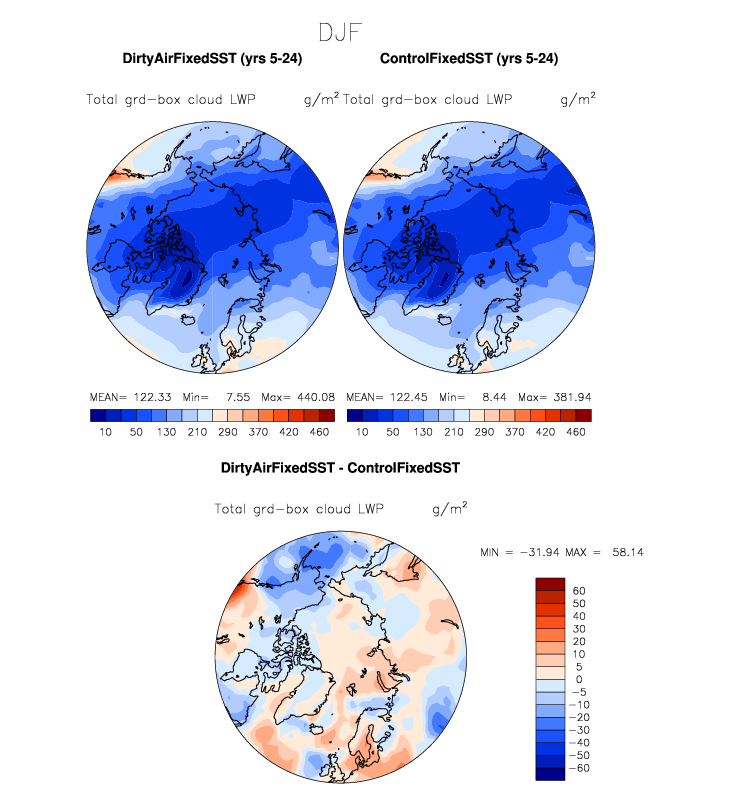 DJF
DirtyAirFixedSST (yrs 5-24) ControlFixedSST (yrs 5-24)
Total grd-box cloud LWP g/m² Total grd-box cloud LWP g/m²
MEAN= 122.33 Min= 7.55 Max= 440.08 MEAN= 122.45 Min= 8.44 Max= 381.94
10 50 130 210 290 370 420 460 10 50 130 210 290 370 420 460
DirtyAirFixedSST - ControlFixedSST
Total grd-box cloud LWP g/m²
MIN = -31.94 MAX = 58.14
60
50
40
30
20
10
5
0
-5
-10
-20
-30
-40
-50
-60